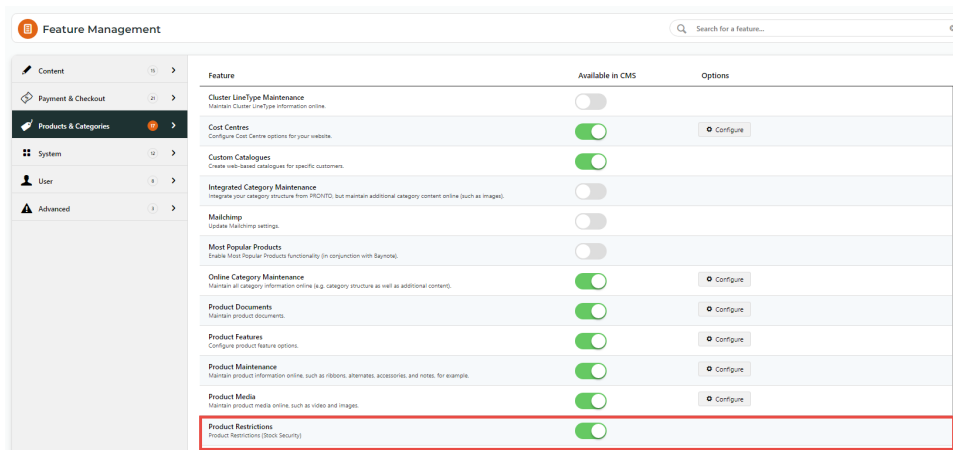 Feature Management
Search for a feature...
Content 15
Payment & Checkout 21
Products & Categories 17
System 12
User 8
Advanced
Feature Available in CMS Options
Cluster LineType Maintenance
Maintain Cluster LineType information online.
Cost Centres
Configure Cost Centre options for your website.
Configure
Custom Catalogues
Create web-based catalogues for specific customers.
Integrated Category Maintenance
Integrate your category structure from PRONTO, but maintain additional category content online (such as images).
Mailchimp
Update Mailchimp settings.
Most Popular Products
Enable Most Popular Products functionality (in conjunction with Baynote).
Online Category Maintenance
Maintain all category information online (e.g. category structure as well as additional content).
Configure
Product Documents
Maintain product documents.
Configure
Product Features
Configure product feature options.
Configure
Product Maintenance
Maintain product information online, such as ribbons, alternates, accessories, and notes, for example.
Configure
Product Media
Maintain product media online, such as video and images.
Configure
Product Restrictions
Product Restrictions (Stock Security)